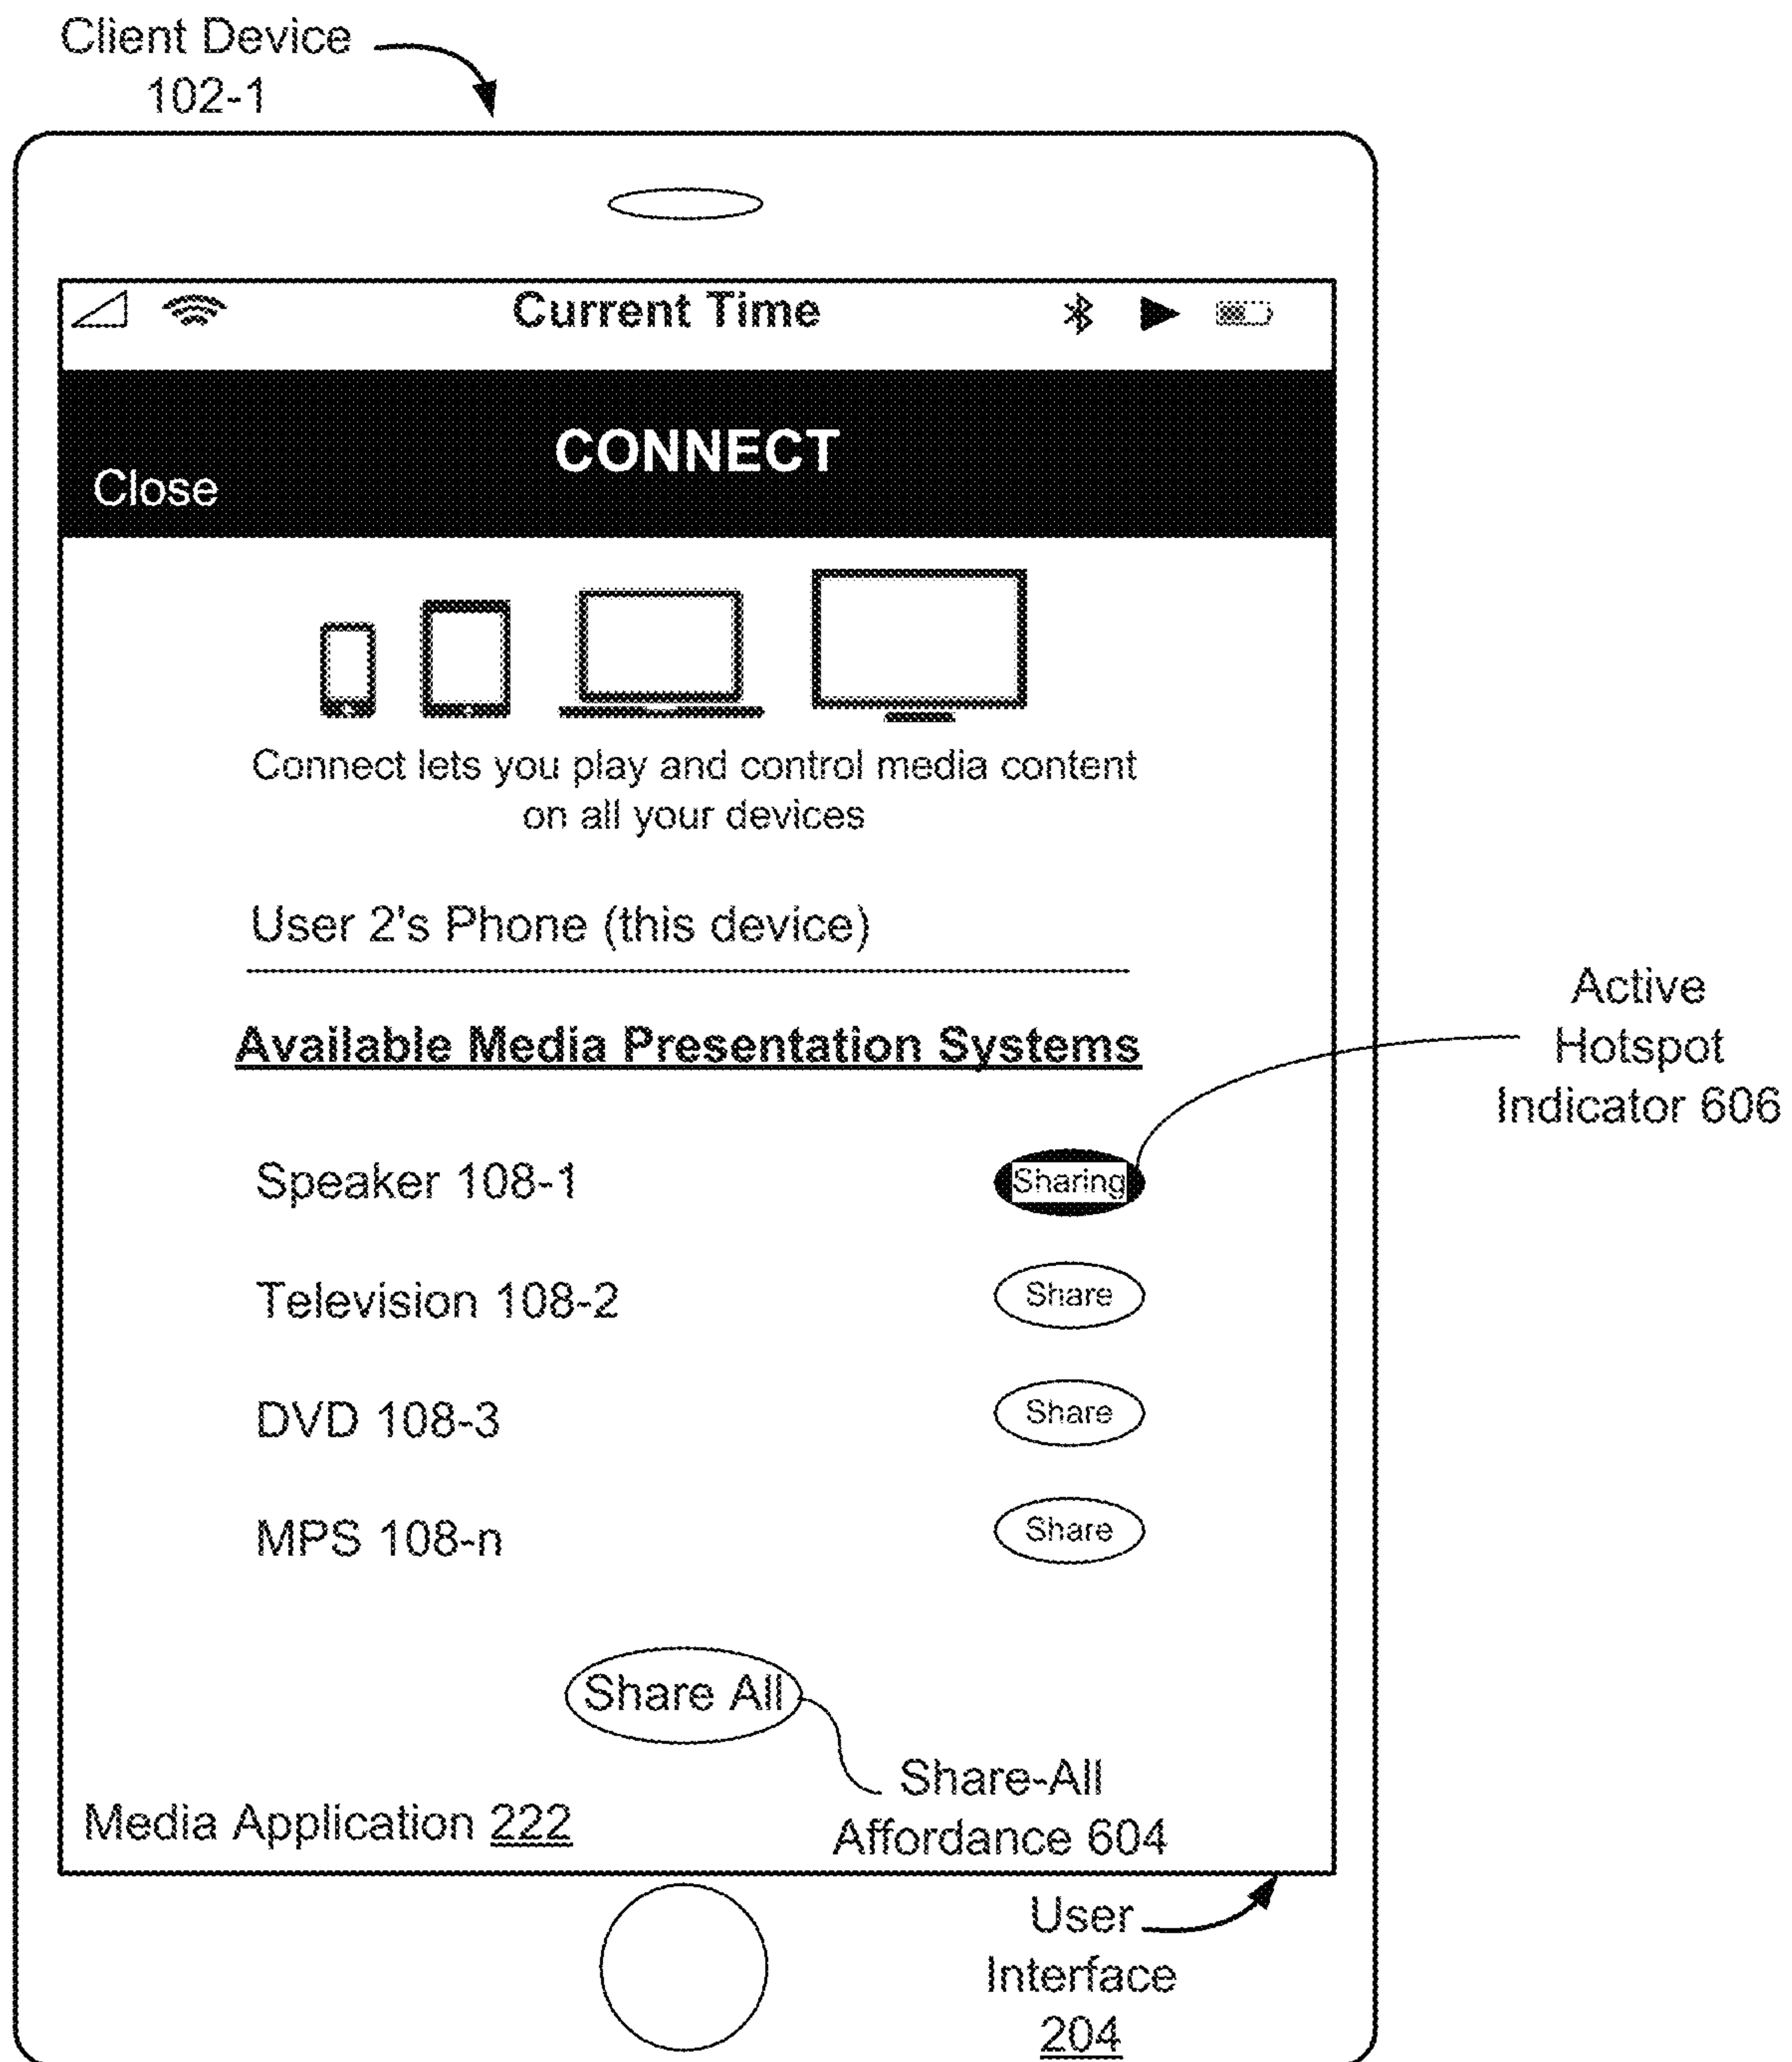 Client Device
102-1
Current Time
CONNECT
Close
Connect lets you play and control media content
on all your devices
User 2's Phone (this device)
Available Media Presentation Systems
Active
Hotspot
Indicator 606
Speaker 108-1
Sharing
Television 108-2
Share
DVD 108-3
Share
MPS 108-n
Share
Share All
Share-All
Affordance 604
Media Application 222
User
Interface
204